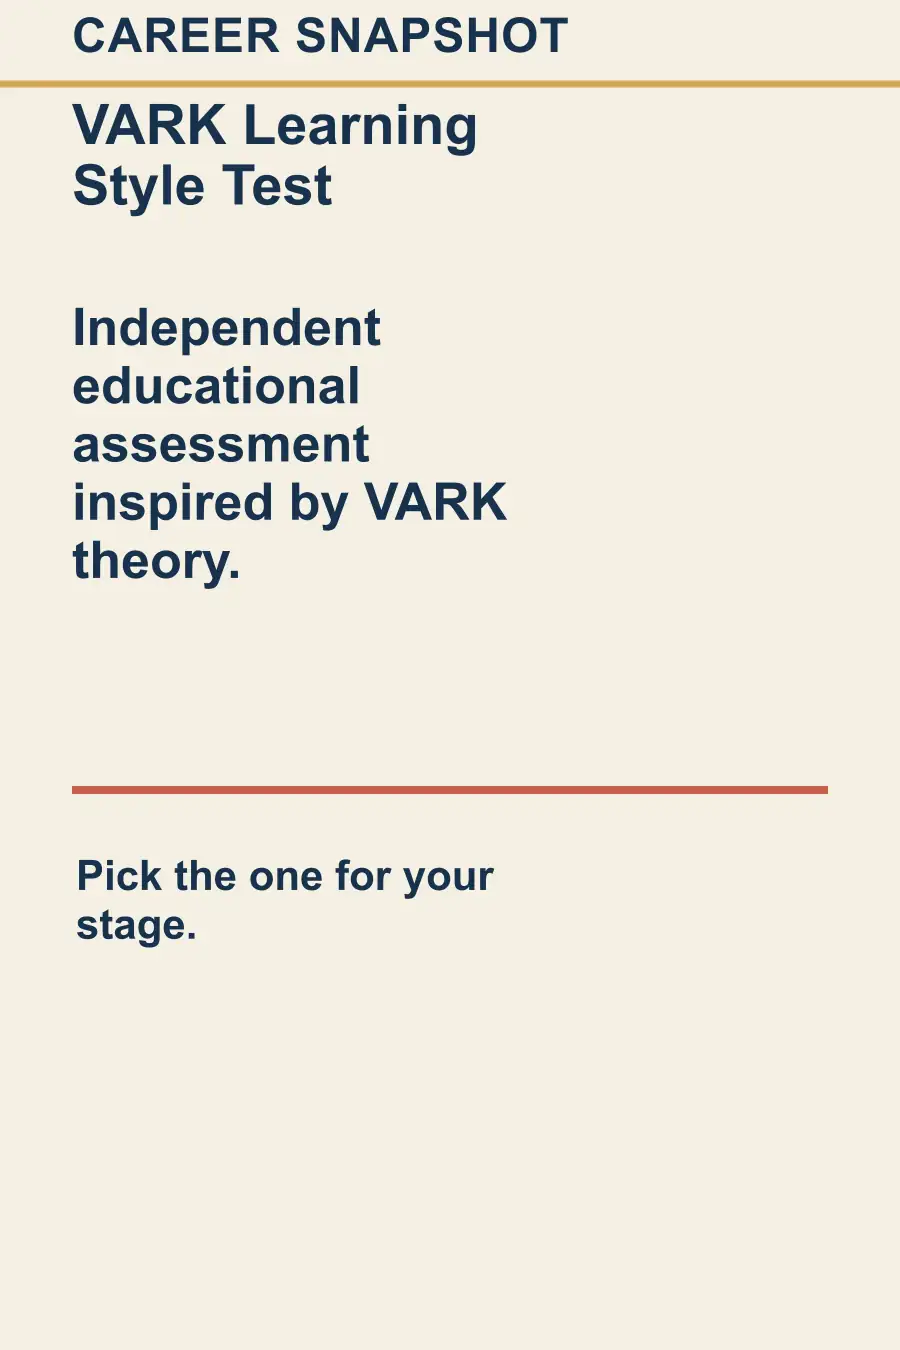 CAREER SNAPSHOT
VARK Learning
Style Test
Independent
educational
assessment
inspired by VARK
theory.
Pick the one for your
stage.